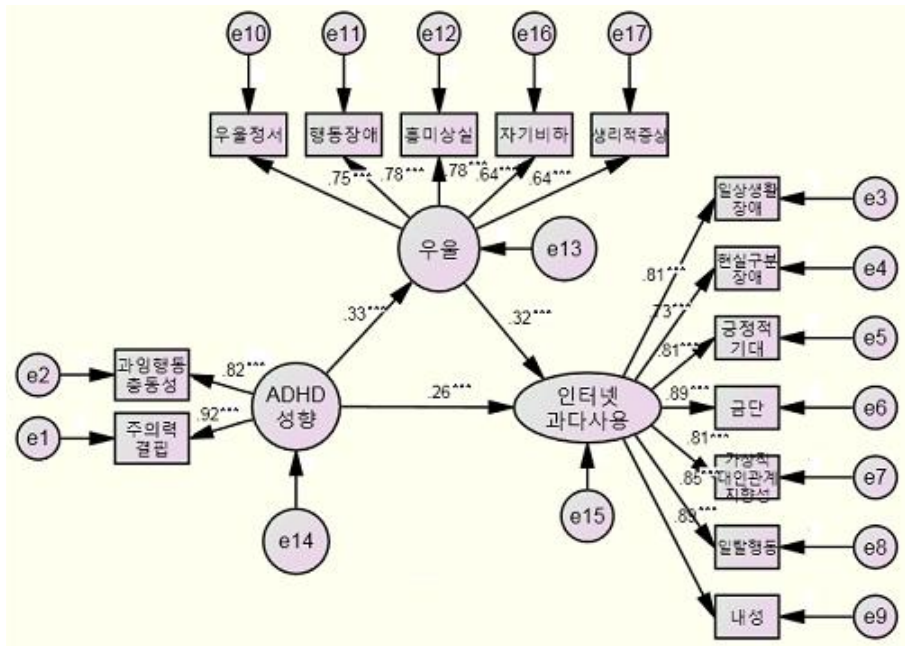 e10
e11
e12
e16
e17
우울정서
행동장애
흥미상실
자기비하
생리적증상
.75***
.78***
.78***
.64***
.64***
일상생활
장애
e3
우울
e13
.81***
현실구분
장애
e4
.73***
.33***
.32***
긍정적
기대
e5
.81***
e2
과잉행동
충동성
.82***
ADHD
성향
.26***
인터넷
과다사용
.89***
금단
e6
e1
주의력
결핍
.92***
.81***
가상적
대인관계
지향성
e7
.85***
e14
e15
.89***
일탈행동
e8
내성
e9